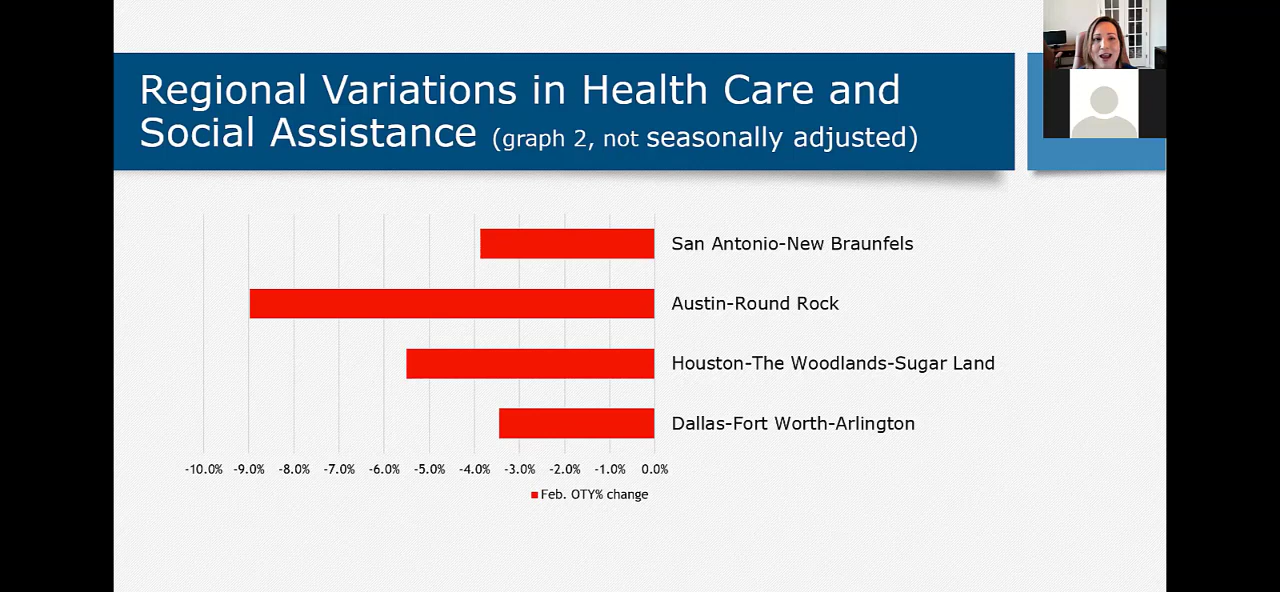 Regional Variations in Health Care and
Social Assistance (graph 2, not seasonally adjusted)
San Antonio-New Braunfels
Austin-Round Rock
Houston-The Woodlands-Sugar Land
Dallas-Fort Worth-Arlington
-10.0% -9.0% -8.0% -7.0% -6.0% -5.0% -4.0% -3.0% -2.0% -1.0% 0.0%
Feb. OTY% change